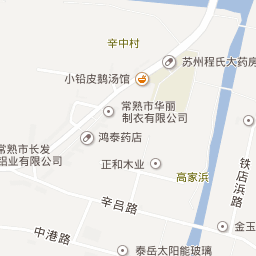 辛中村
苏州程氏大药房
小铅皮鹅汤馆
常熟市华丽
制衣有限公司
鸿泰药店
常熟市长发
铝业有限公司
正和木业
高家浜
铁店浜路
辛吕路
金玉
中港路
泰岳太阳能玻璃